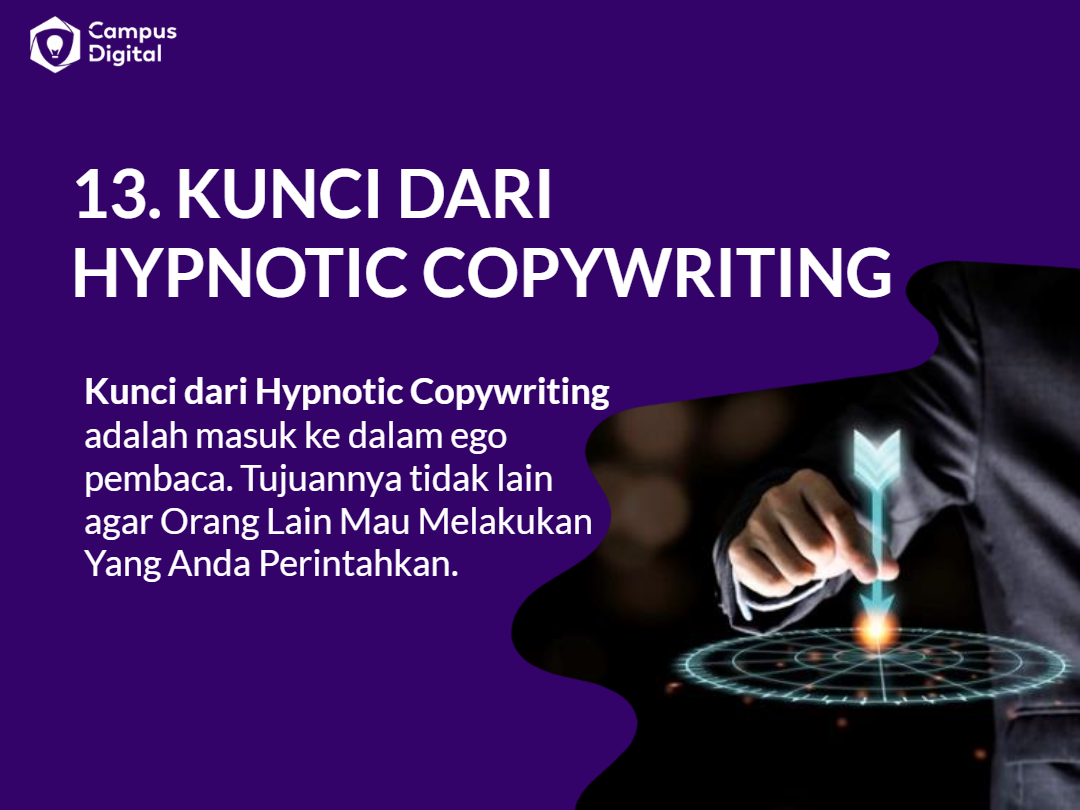 Campus
Digital
13. KUNCI DARI
HYPNOTIC COPYWRITING
Kunci dari Hypnotic Copywriting
adalah masuk ke dalam ego
pembaca. Tujuannya tidak lain
agar Orang Lain Mau Melakukan
Yang Anda Perintahkan.